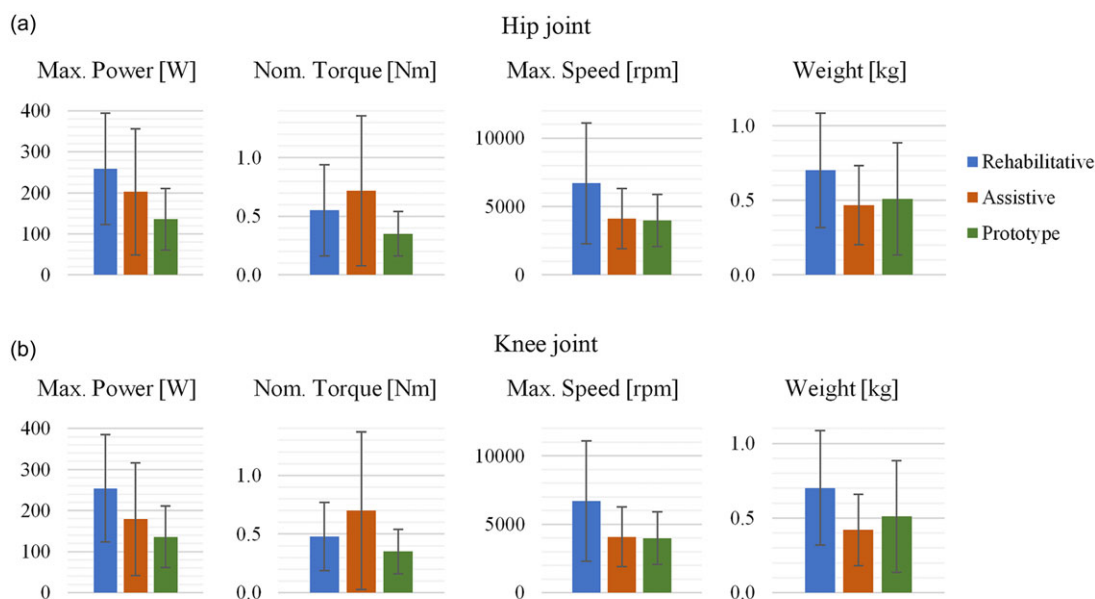 (a)
Hip joint
Max. Power [W]
Nom. Torque [Nm]
Max. Speed [rpm]
Weight [kg]
400
300
200
100
0
1.0
0.5
0.0
10000
5000
0
1.0
0.5
0.0
Rehabilitative
Assistive
Prototype
(b)
Knee joint
Max. Power [W]
Nom. Torque [Nm]
Max. Speed [rpm]
Weight [kg]
400
300
200
100
0
1.0
0.5
0.0
10000
5000
0
1.0
0.5
0.0